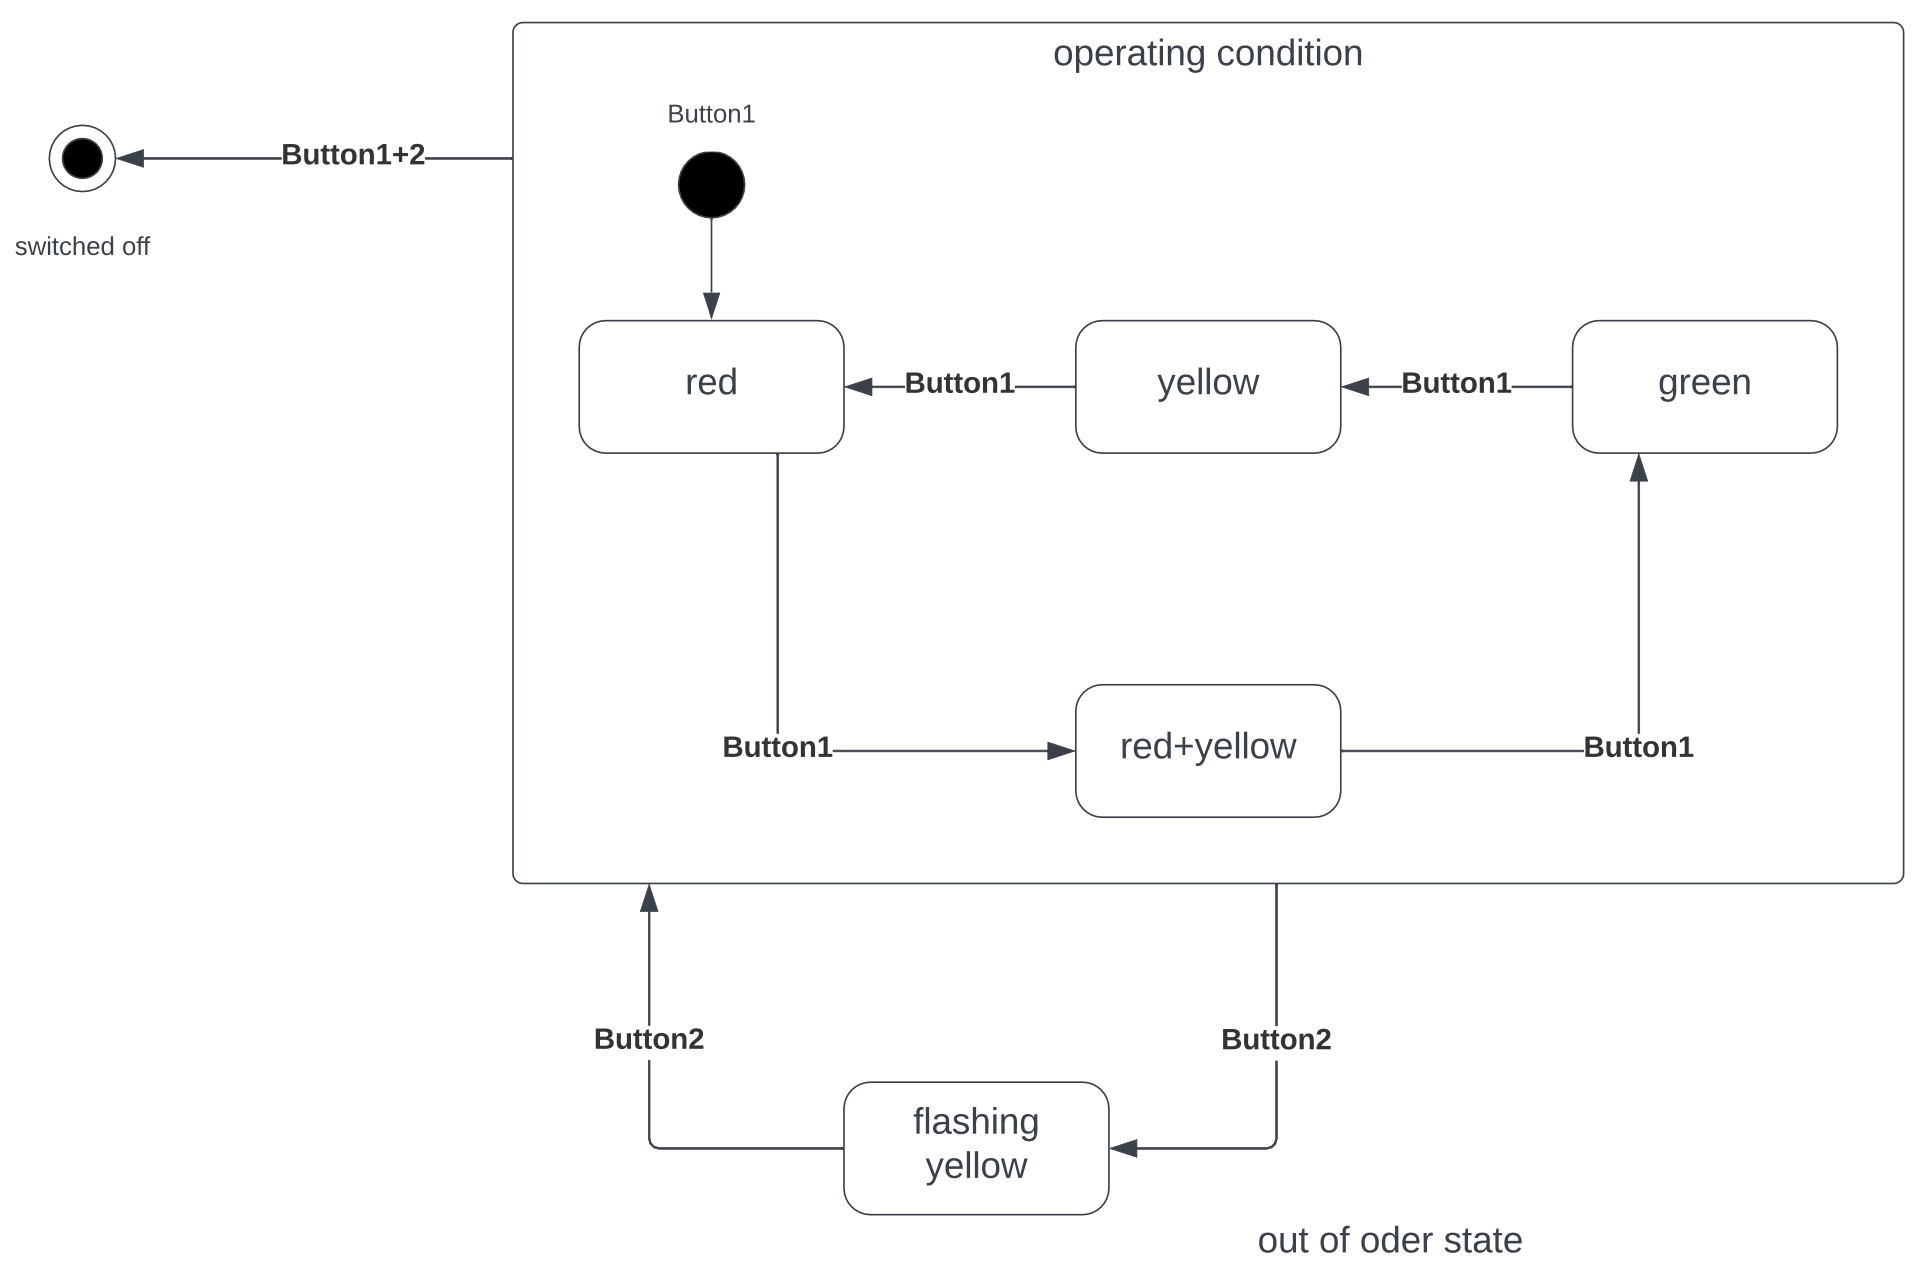 operating condition
Button1
Button1+2
switched off
red
Button1
yellow
Button1
green
Button1
red+yellow
Button1
Button2
Button2
flashing
yellow
out of oder state